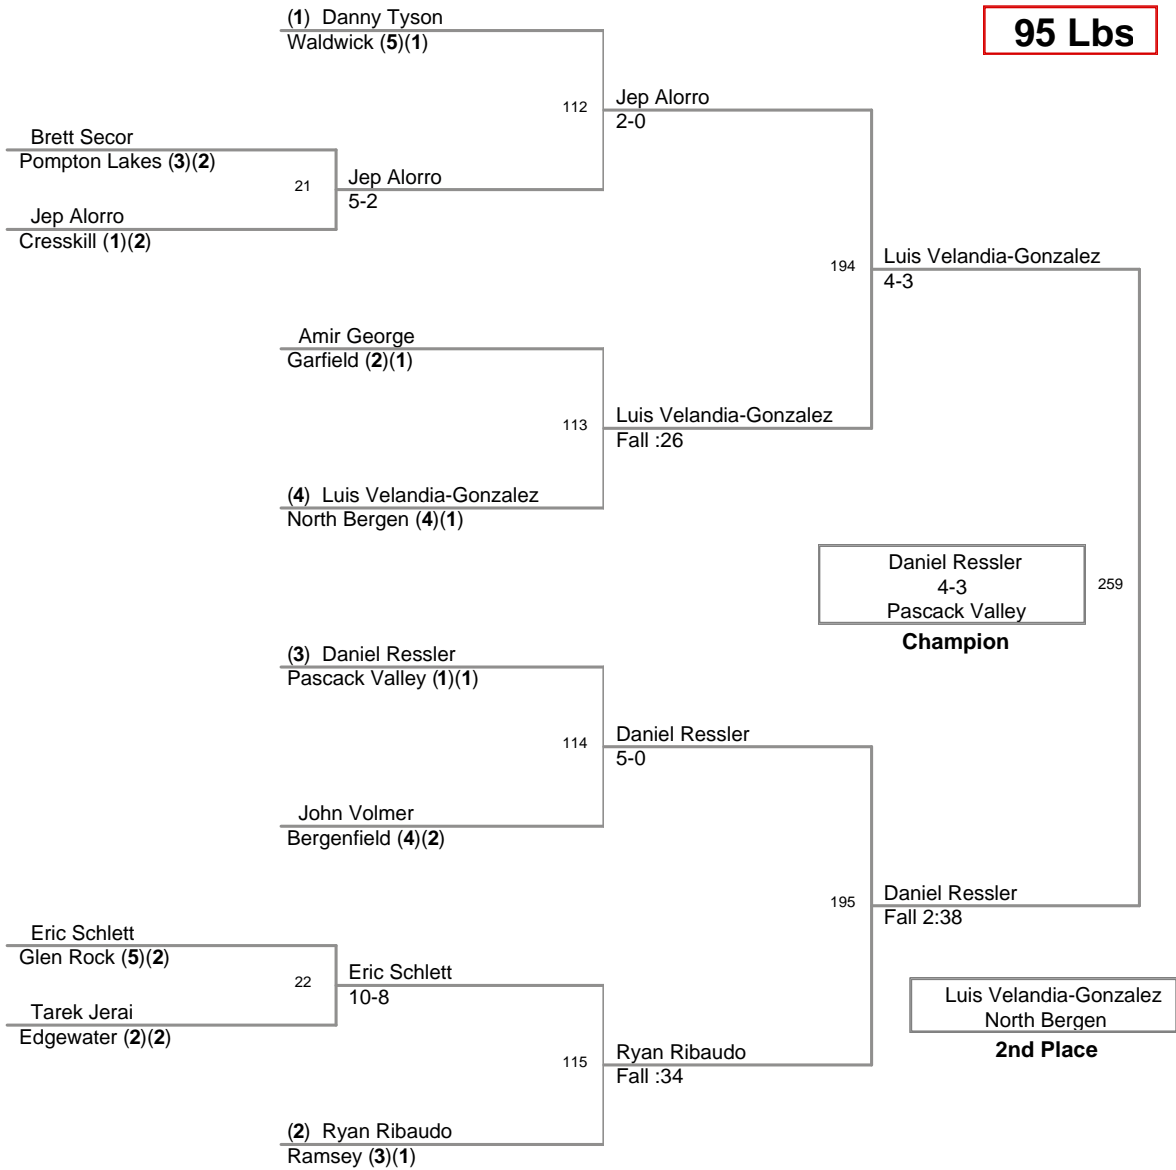 (1) Danny Tyson
Waldwick (5)(1)
95 Lbs
112
Jep Alorro
2-0
Brett Secor
Pompton Lakes (3)(2)
21
Jep Alorro
5-2
Jep Alorro
Cresskill (1)(2)
194
Luis Velandia-Gonzalez
4-3
Amir George
Garfield (2)(1)
113
Luis Velandia-Gonzalez
Fall :26
(4) Luis Velandia-Gonzalez
North Bergen (4)(1)
Daniel Ressler
4-3
Pascack Valley
259
Champion
(3) Daniel Ressler
Pascack Valley (1)(1)
114
Daniel Ressler
5-0
John Volmer
Bergenfield (4)(2)
195
Daniel Ressler
Fall 2:38
Eric Schlett
Glen Rock (5)(2)
22
Eric Schlett
10-8
Tarek Jerai
Edgewater (2)(2)
Luis Velandia-Gonzalez
North Bergen
2nd Place
115
Ryan Ribaudo
Fall :34
(2) Ryan Ribaudo
Ramsey (3)(1)